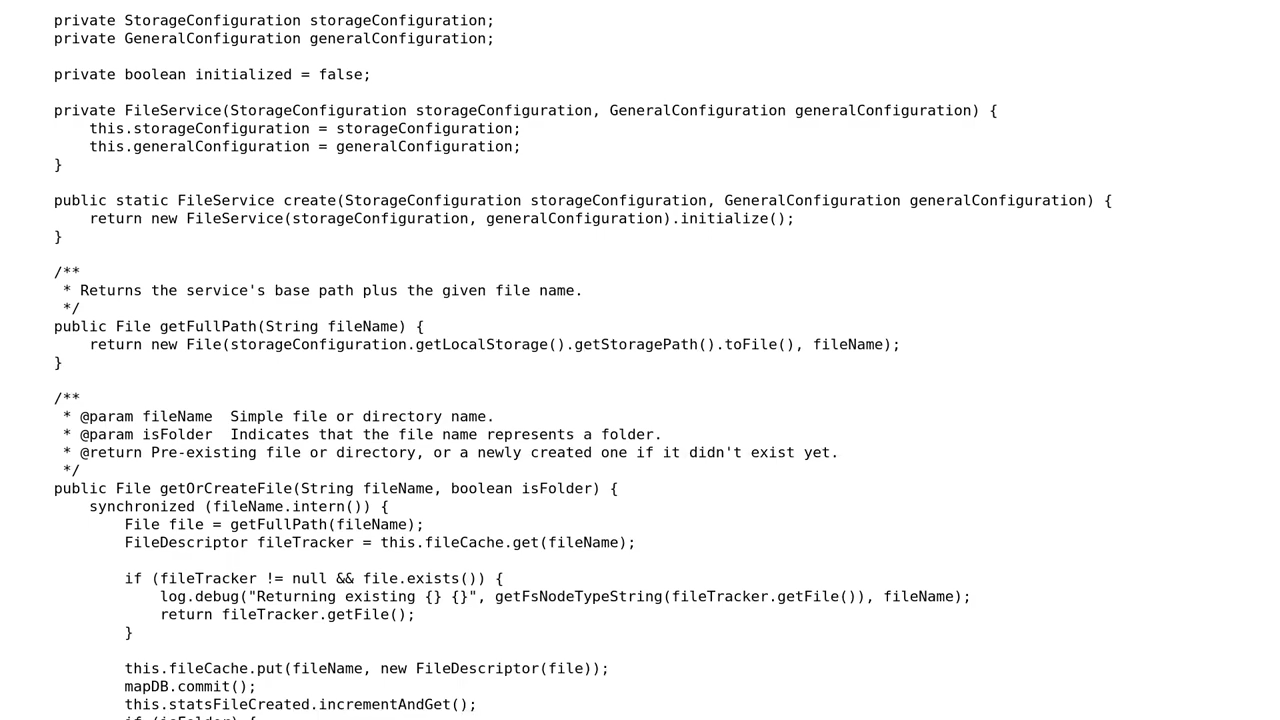 private StorageConfiguration storageConfiguration;
private GeneralConfiguration generalConfiguration;
private boolean initialized = false;
private FileService(StorageConfiguration storageConfiguration, GeneralConfiguration generalConfiguration) {
this.storageConfiguration = storageConfiguration;
this.generalConfiguration = generalConfiguration;
}
public static FileService create(StorageConfiguration storageConfiguration, GeneralConfiguration generalConfiguration) {
return new FileService(storageConfiguration, generalConfiguration).initialize();
}
/**
* Returns the service's base path plus the given file name.
*/
public File getFullPath(String fileName) {
return new File(storageConfiguration.getLocalStorage().getStoragePath().toFile(), fileName);
}
/**
* @param fileName  Simple file or directory name.
* @param isFolder  Indicates that the file name represents a folder.
* @return Pre-existing file or directory, or a newly created one if it didn't exist yet.
*/
public File getOrCreateFile(String fileName, boolean isFolder) {
synchronized (fileName.intern()) {
File file = getFullPath(fileName);
FileDescriptor fileTracker = this.fileCache.get(fileName);
if (fileTracker != null && file.exists()) {
log.debug("Returning existing {} {}", getFsNodeTypeString(fileTracker.getFile()), fileName);
return fileTracker.getFile();
}
this.fileCache.put(fileName, new FileDescriptor(file));
mapDB.commit();
this.statsFileCreated.incrementAndGet();
if (isFolder) {